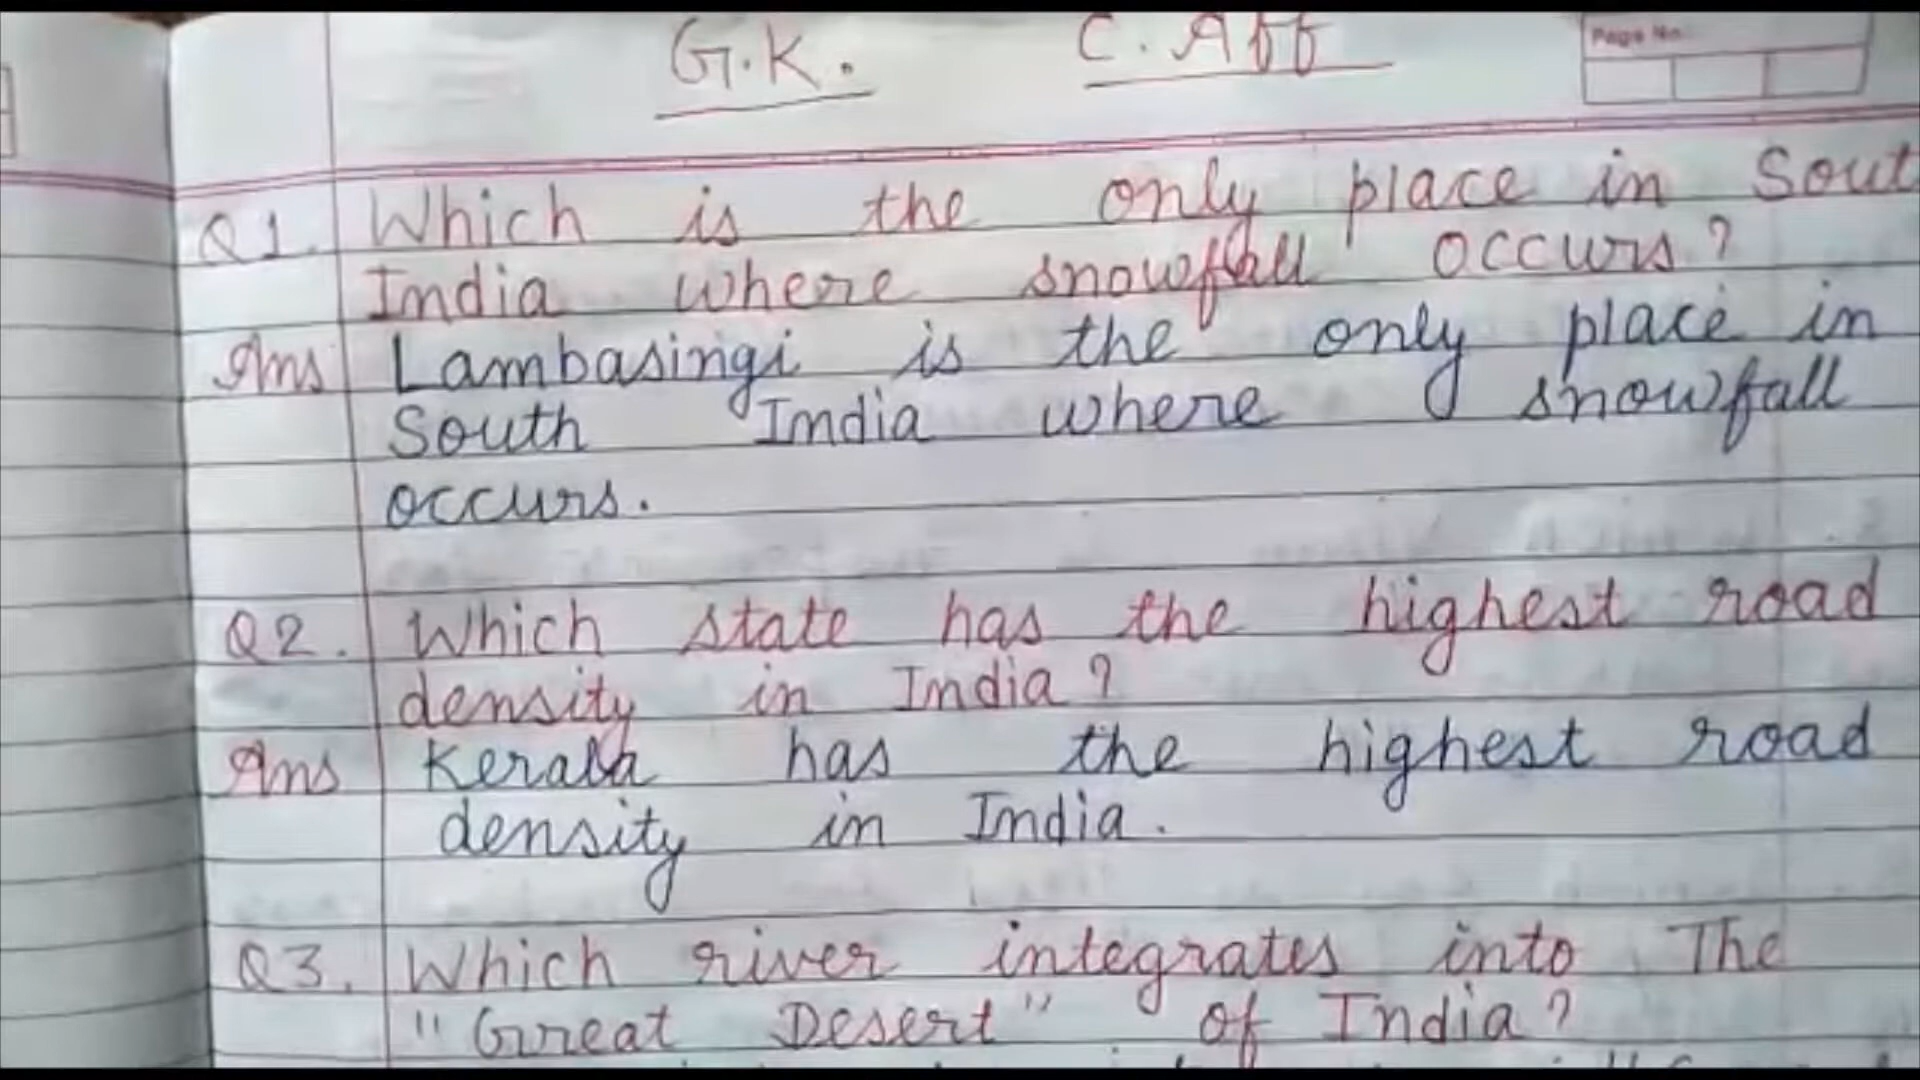 G.K. C. Aff
Page No.
Q1. Which is the only place in Sout
India where snowfall occurs?
Ans Lambasingi is the only place in
South India where snowfall
occurs.
Q2. Which state has the highest road
density in India?
Ans Kerala has the highest road
density in India.
Q3. Which river integrates into The
"Great Desert" of India?